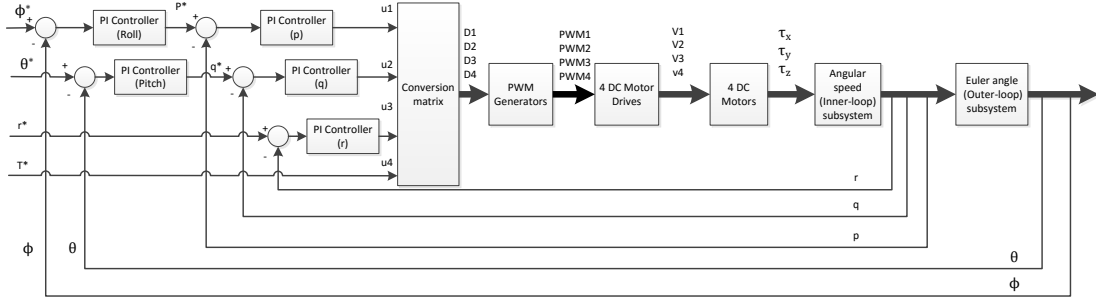 ϕ*
PI Controller
(Roll)
P*
PI Controller
(p)
u1
+
-
+
-
θ*
PI Controller
(Pitch)
q*
PI Controller
(q)
u2
+
-
+
-
r*
PI Controller
(r)
u3
+
-
T*
u4
Conversion
matrix
D1
D2
D3
D4
PWM
Generators
PWM1
PWM2
PWM3
PWM4
4 DC Motor
Drives
V1
V2
V3
v4
4 DC
Motors
τx
τy
τz
Angular
speed
(Inner-loop)
subsystem
Euler angle
(Outer-loop)
subsystem
r
q
p
ϕ
θ
θ
ϕ